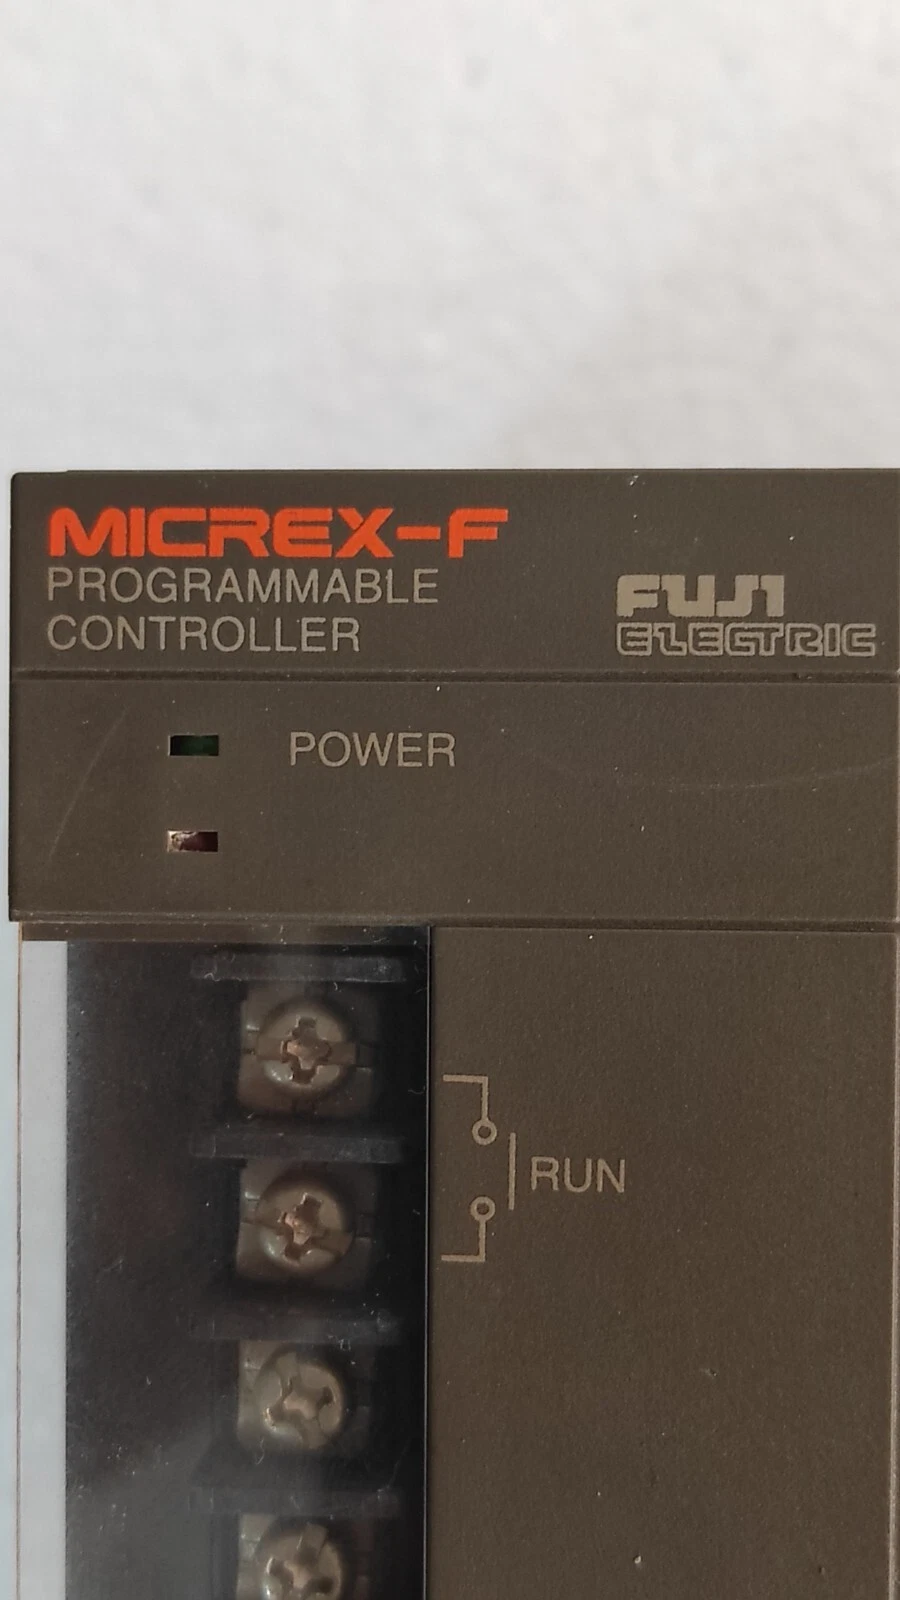 MICREX-F
PROGRAMMABLE
CONTROLLER
FUJI
ELECTRIC
POWER
RUN